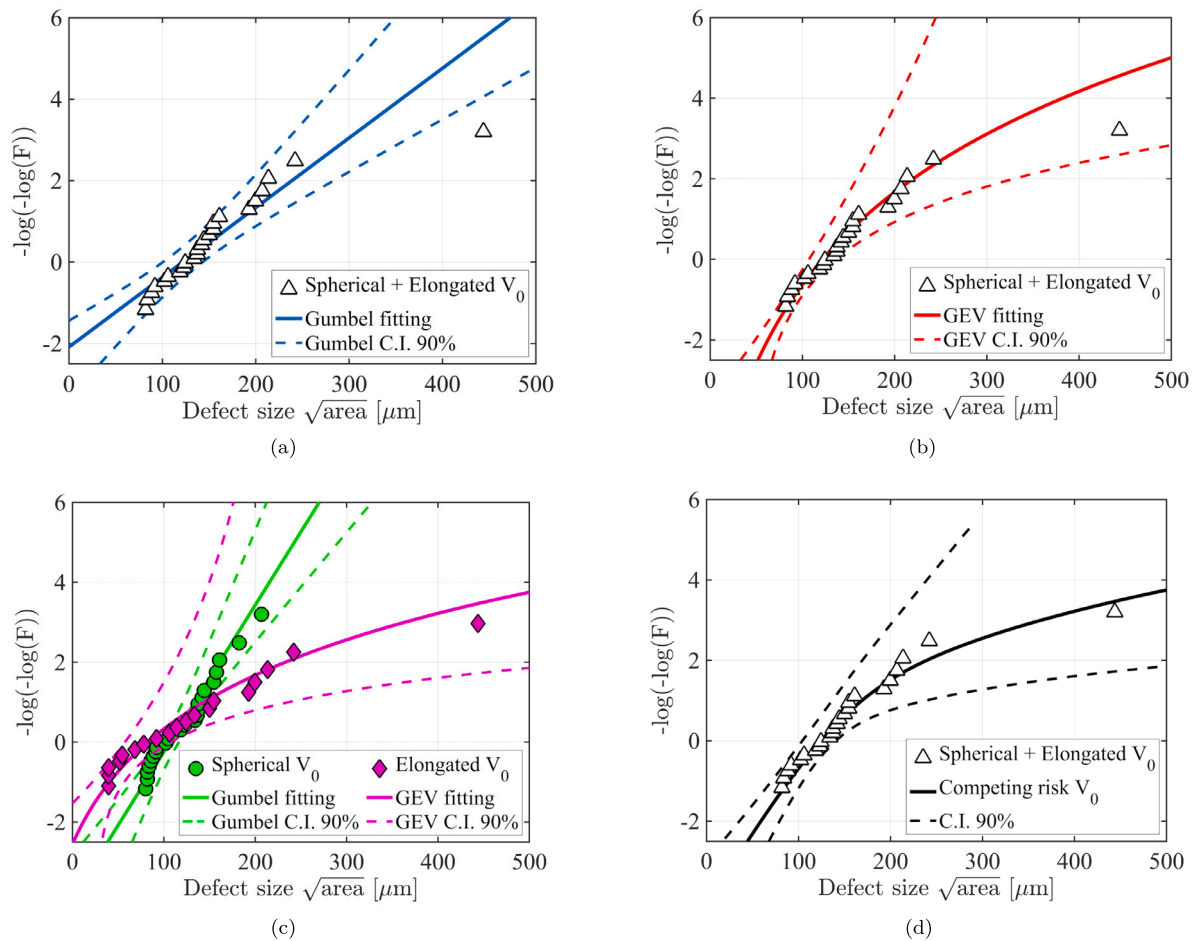 6
4
2
0
-2
-log(-log(F))
Spherical + Elongated V0
Gumbel fitting
Gumbel C.I. 90%
0 100 200 300 400 500
Defect size √area [μm]
(a)
6
4
2
0
-2
-log(-log(F))
Spherical + Elongated V0
GEV fitting
GEV C.I. 90%
0 100 200 300 400 500
Defect size √area [μm]
(b)
6
4
2
0
-2
-log(-log(F))
Spherical V0 Elongated V0
Gumbel fitting GEV fitting
Gumbel C.I. 90% GEV C.I. 90%
0 100 200 300 400 500
Defect size √area [μm]
(c)
6
4
2
0
-2
-log(-log(F))
Spherical + Elongated V0
Competing risk V0
C.I. 90%
0 100 200 300 400 500
Defect size √area [μm]
(d)